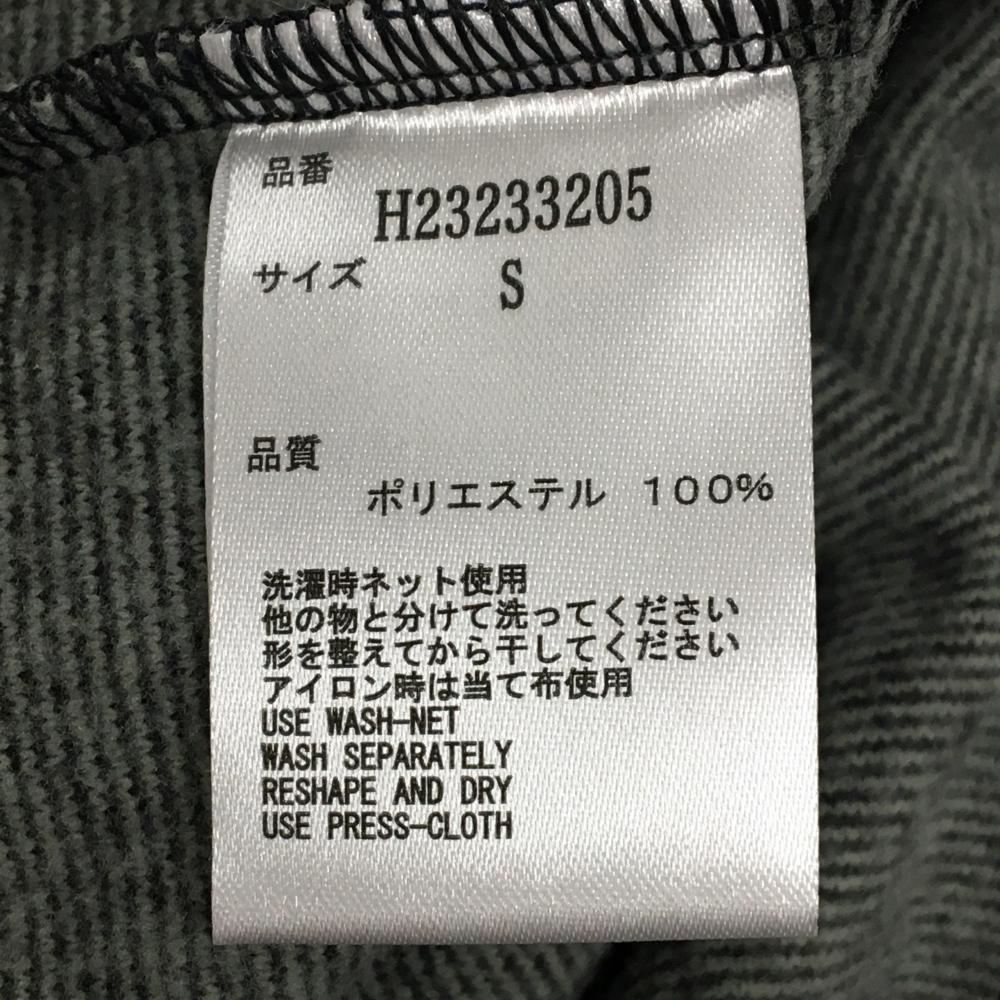 品番 H23233205
サイズ S
品質
ポリエステル 100%
洗濯時ネット使用
他の物と分けて洗ってください
形を整えてから干してください
アイロン時は当て布使用
USE WASH-NET
WASH SEPARATELY
RESHAPE AND DRY
USE PRESS-CLOTH